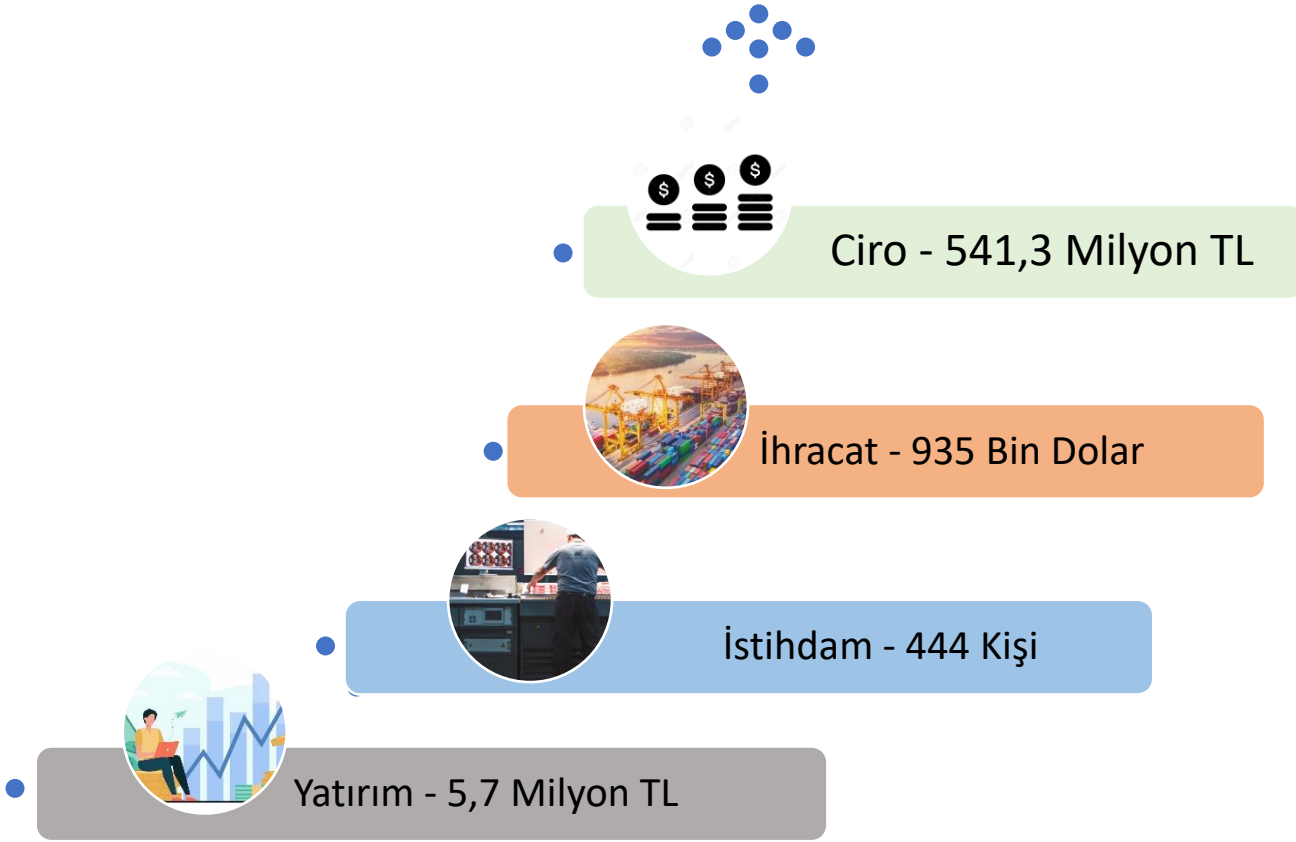 Ciro - 541,3 Milyon TL
İhracat - 935 Bin Dolar
İstihdam - 444 Kişi
Yatırım - 5,7 Milyon TL